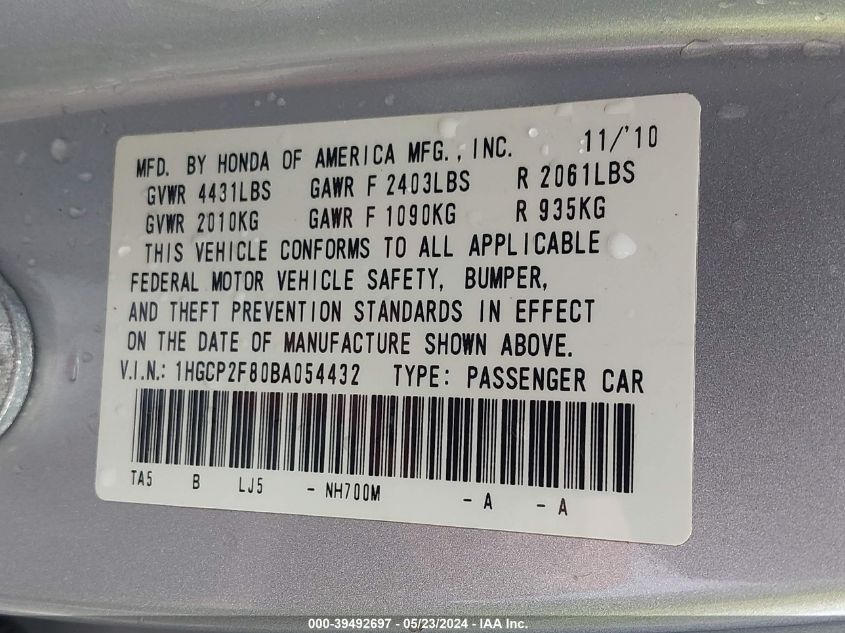 MFD. BY HONDA OF AMERICA MFG., INC. 11/'10
GVWR 4431LBS GAWR F 2403LBS R 2061LBS
GVWR 2010KG GAWR F 1090KG R 935KG
THIS VEHICLE CONFORMS TO ALL APPLICABLE
FEDERAL MOTOR VEHICLE SAFETY, BUMPER,
AND THEFT PREVENTION STANDARDS IN EFFECT
ON THE DATE OF MANUFACTURE SHOWN ABOVE.
V.I.N.: 1HGCP2F80BA054432 TYPE: PASSENGER CAR
TA5 B LJ5 - NH700M - A - A
000-39492697 - 05/23/2024 - IAA Inc.